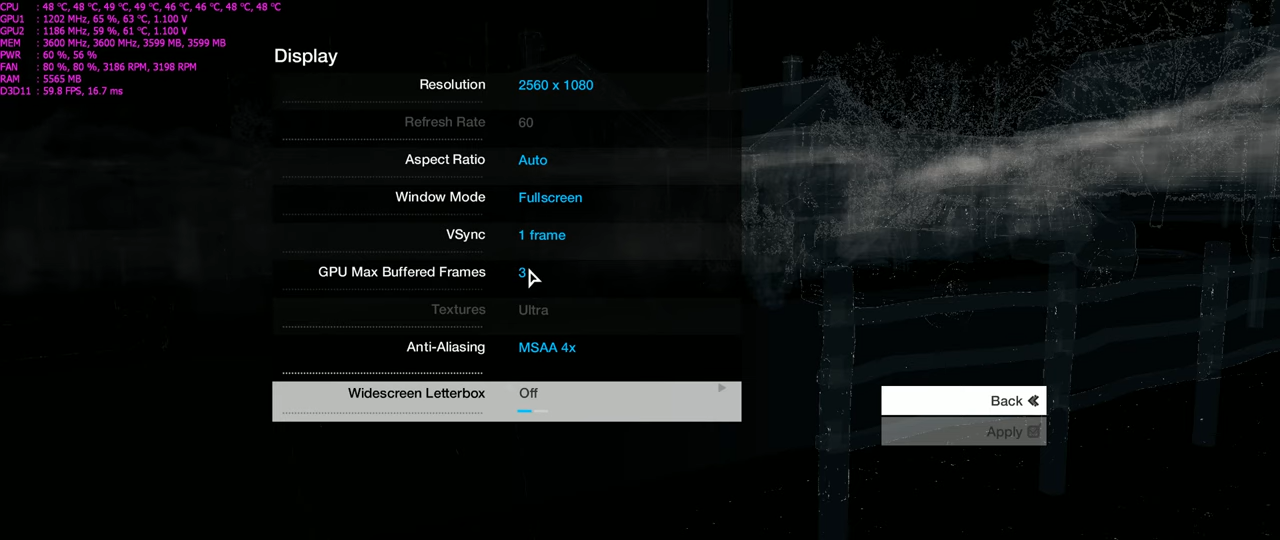 CPU : 48 °C, 48 °C, 49 °C, 49 °C, 46 °C, 46 °C, 48 °C, 48 °C
GPU1 : 1202 MHz, 65 %, 63 °C, 1.100 V
GPU2 : 1186 MHz, 59 %, 61 °C, 1.100 V
MEM : 3600 MHz, 3600 MHz, 3599 MB, 3599 MB
PWR : 60 %, 56 %
FAN : 80 %, 80 %, 3186 RPM, 3198 RPM
RAM : 5565 MB
D3D11 : 59.8 FPS, 16.7 ms
Display
Resolution 2560 x 1080
Refresh Rate 60
Aspect Ratio Auto
Window Mode Fullscreen
VSync 1 frame
GPU Max Buffered Frames 3
Textures Ultra
Anti-Aliasing MSAA 4x
Widescreen Letterbox Off
Back
Apply